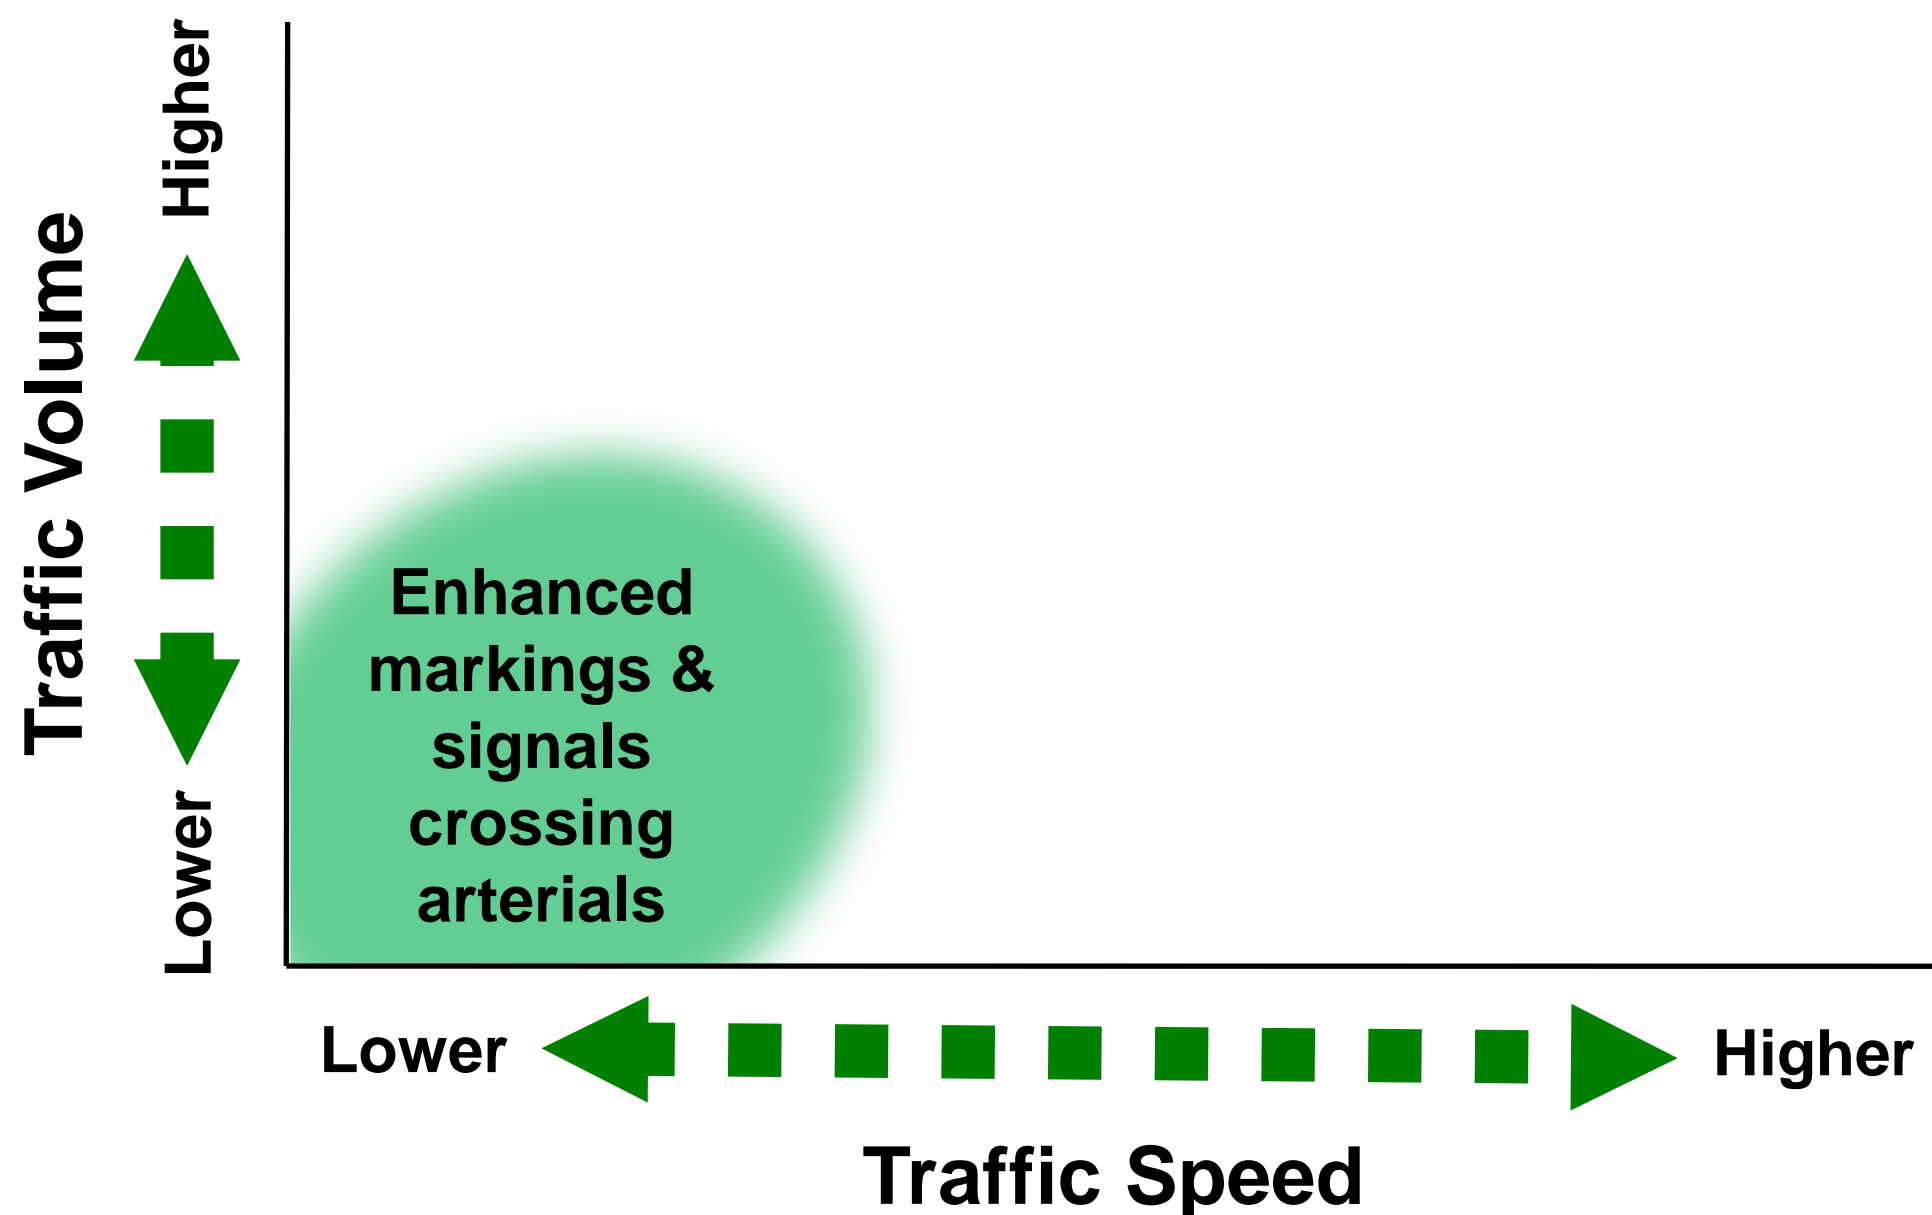 Higher
Traffic Volume
Lower
Enhanced
markings &
signals
crossing
arterials
Lower
Higher
Traffic Speed